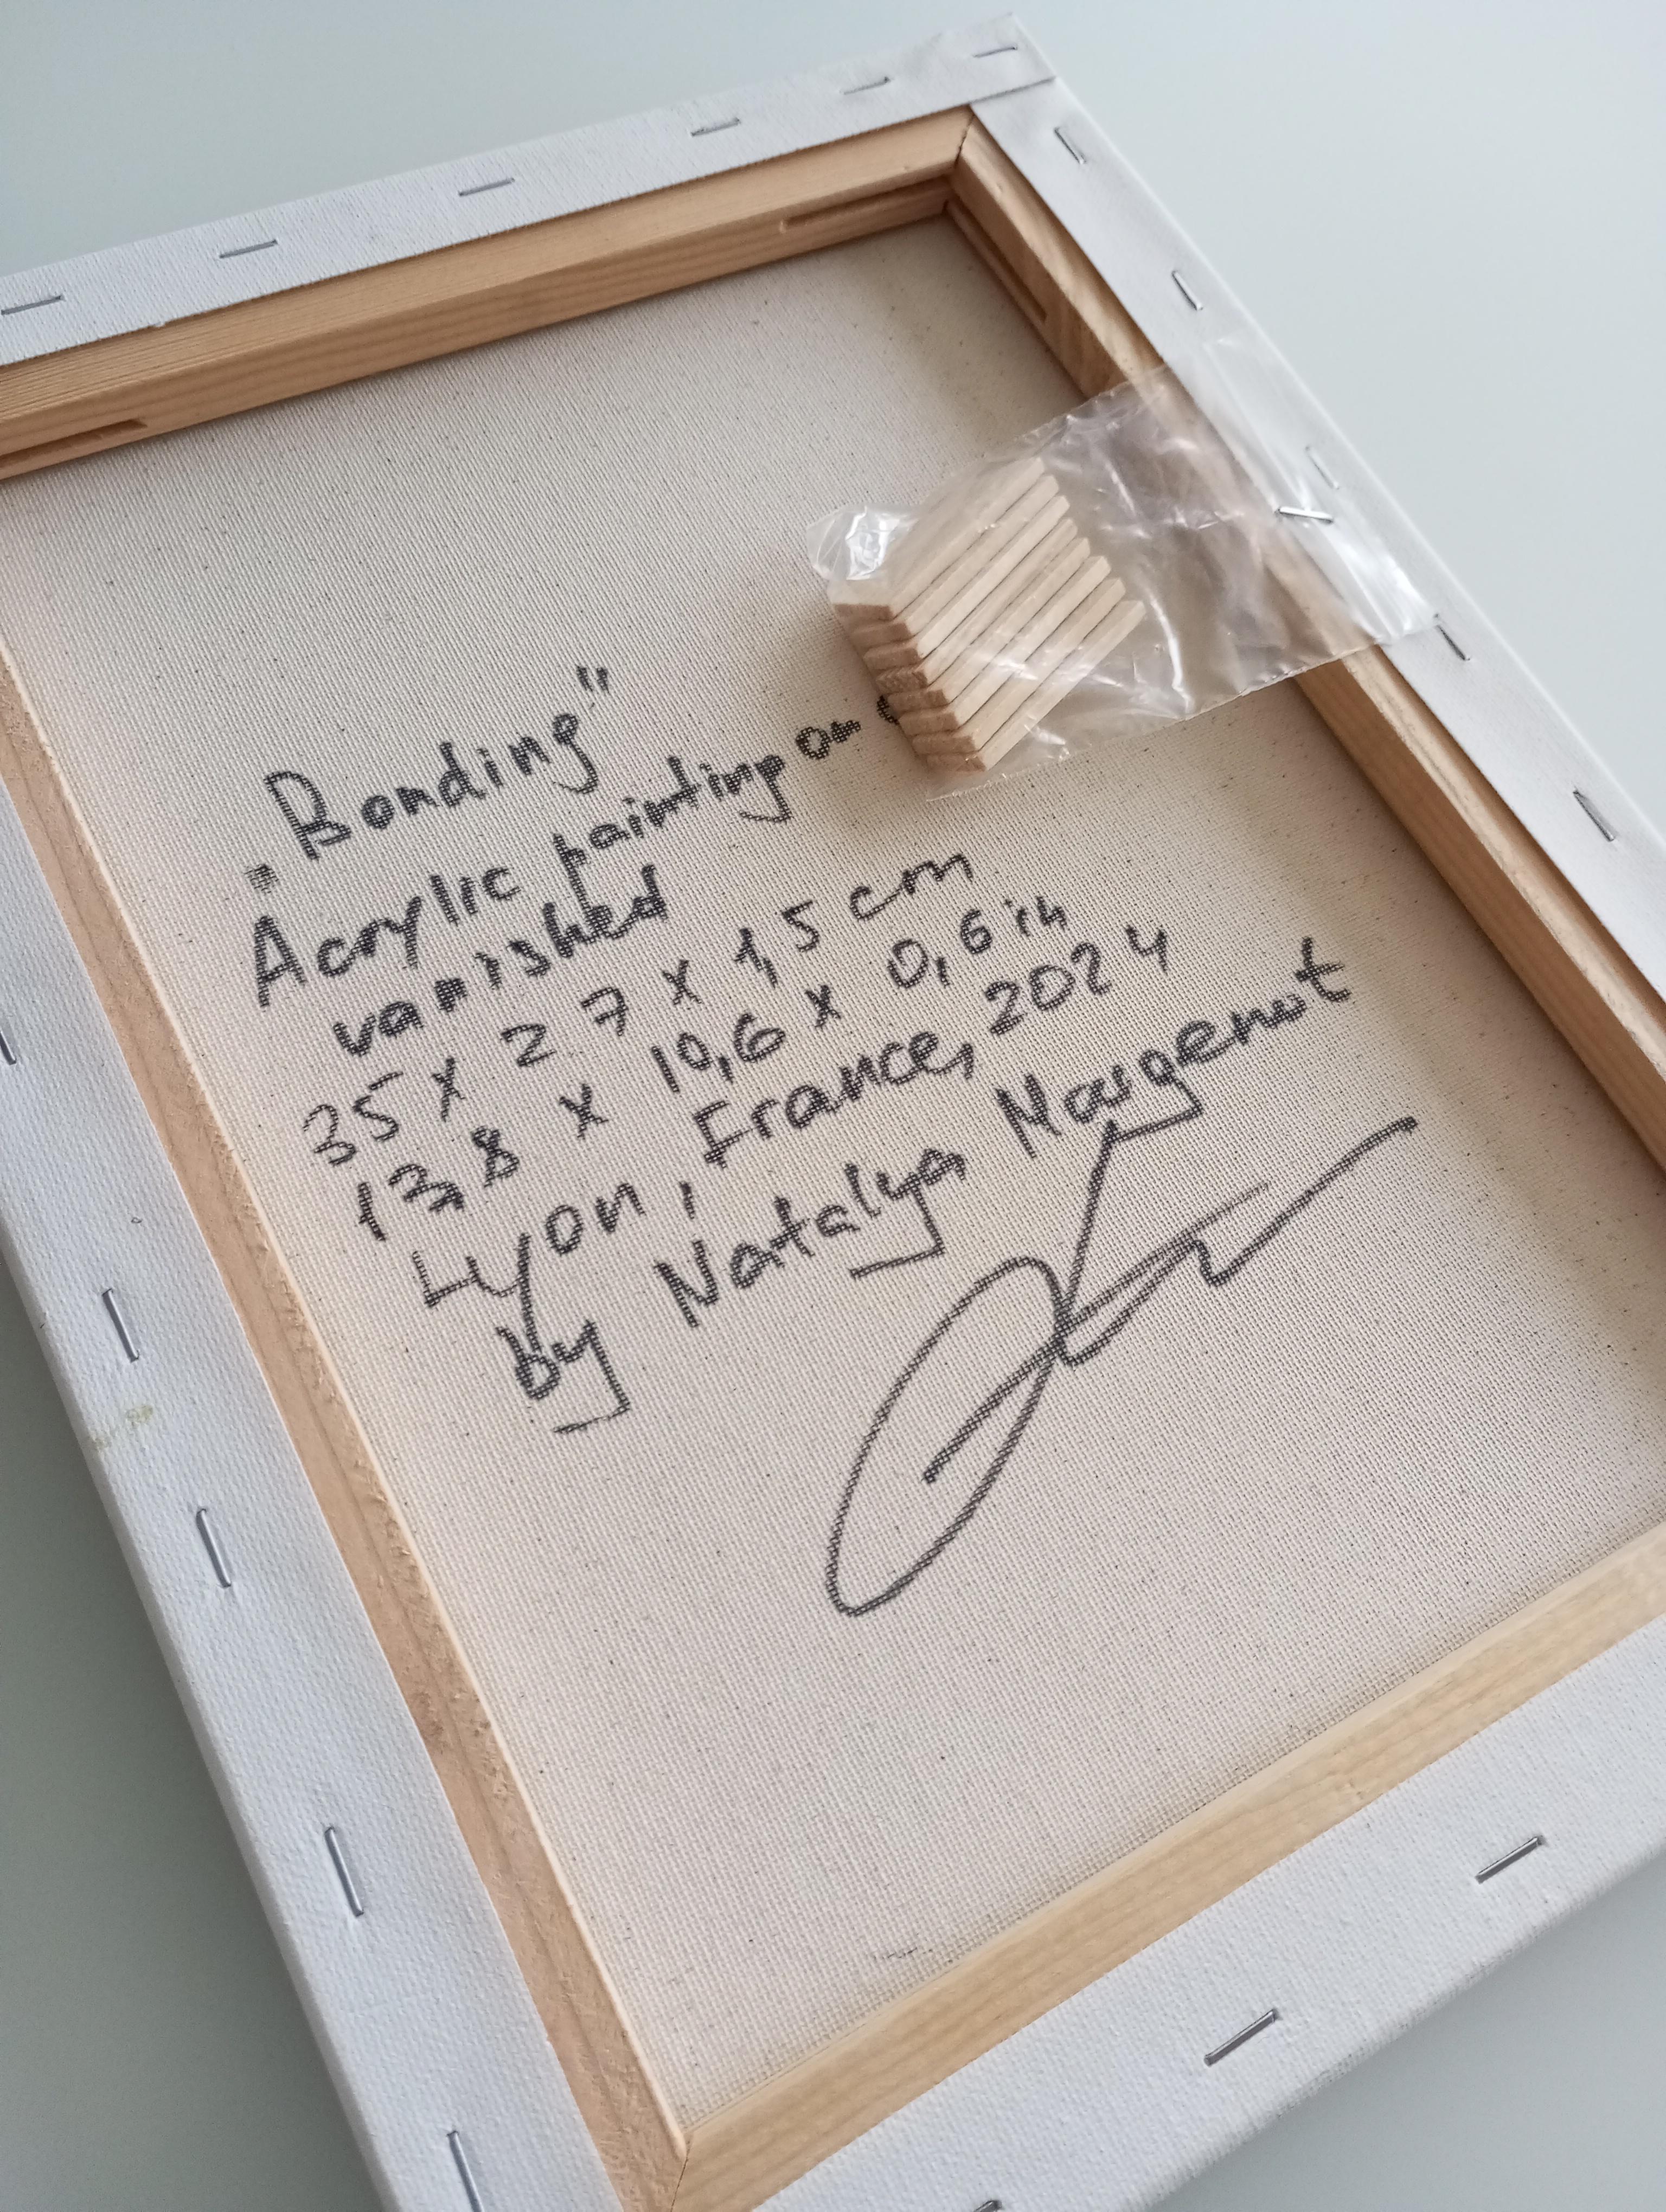 „Bonding"
Acrylic painting on
varnished
35 x 27 x 1,5 cm
13,8 x 10,6 x 0,6 in
Lyon, France, 2024
by Natalya Margenot